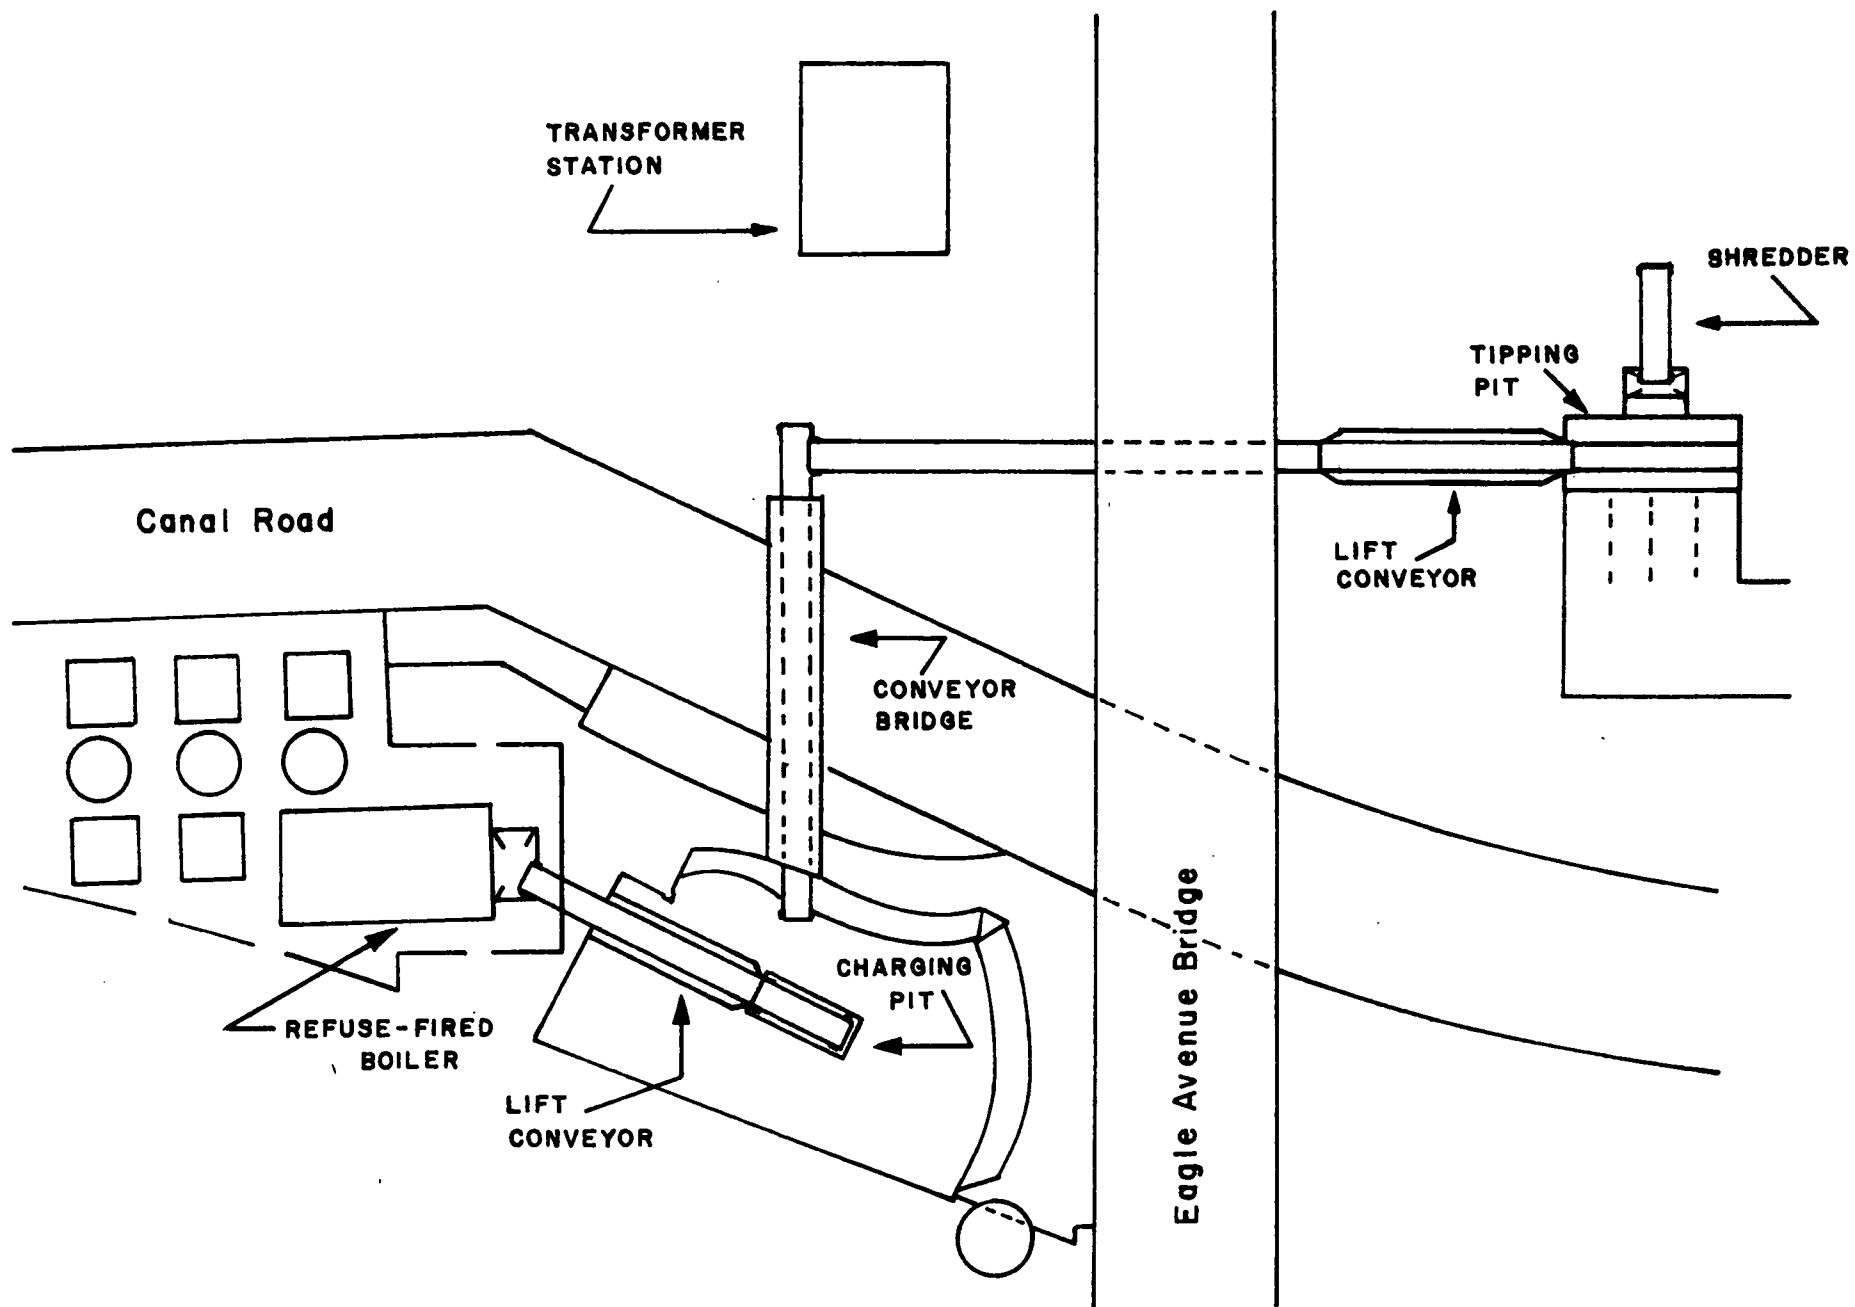 TRANSFORMER
STATION
SHREDDER
TIPPING
PIT
Canal Road
LIFT
CONVEYOR
CONVEYOR
BRIDGE
CHARGING
PIT
REFUSE-FIRED
BOILER
LIFT
CONVEYOR
Eagle Avenue Bridge